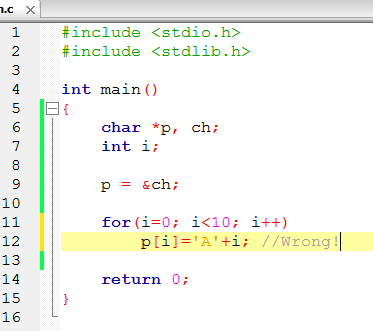 n.c ×
1 #include <stdio.h>
2 #include <stdlib.h>
3
4 int main()
5 {
6 char *p, ch;
7 int i;
8
9 p = &ch;
10
11 for(i=0; i<10; i++)
12 p[i]='A'+i; //Wrong!
13
14 return 0;
15 }
16